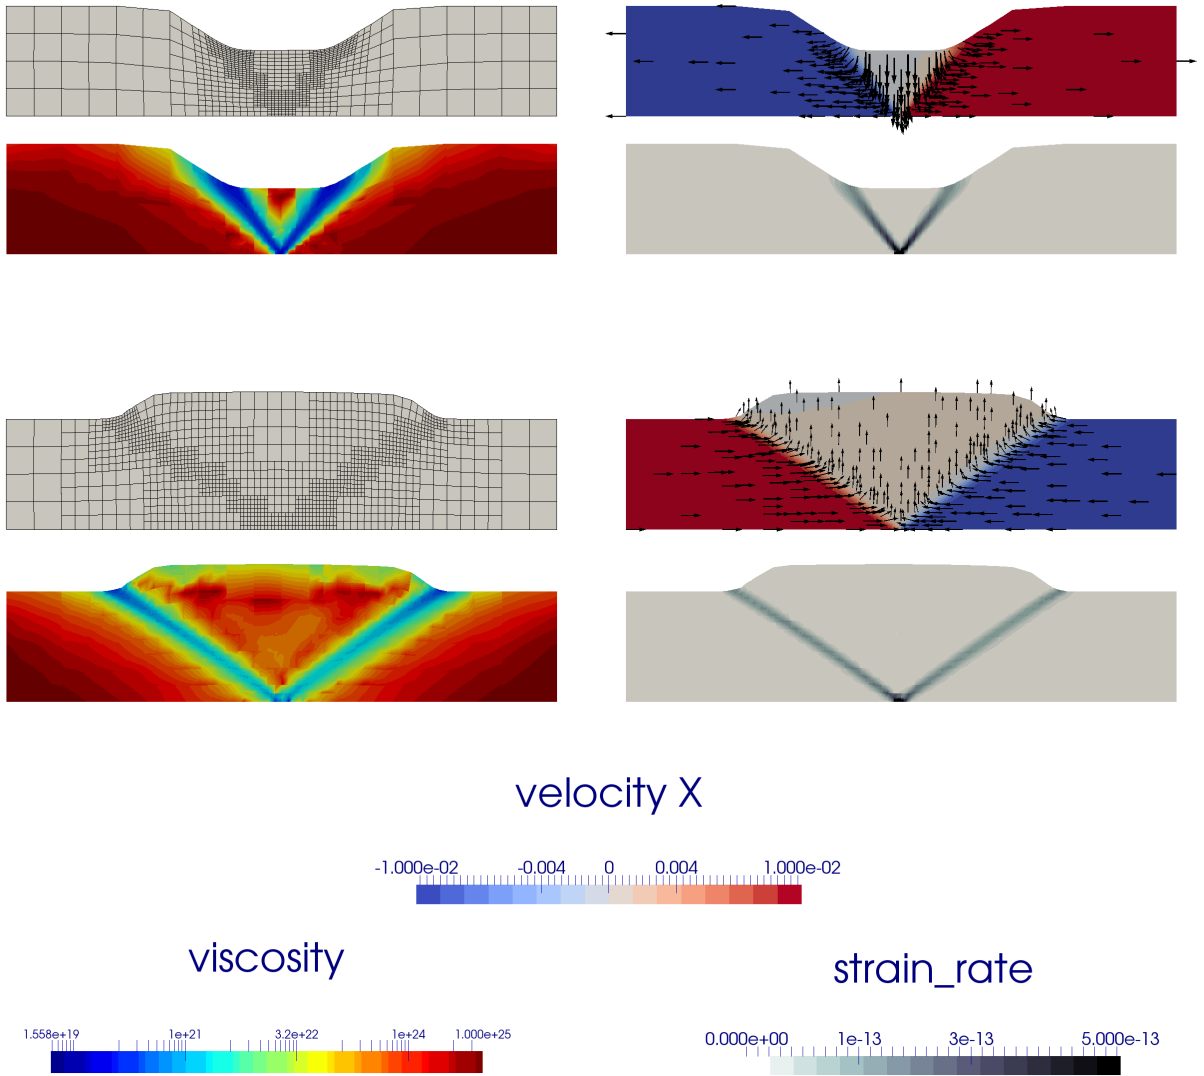 velocity X
-1.000e-02 -0.004 0 0.004 1.000e-02
viscosity
strain_rate
1.558e+19 1e+21 3.2e+22 1e+24 1.000e+25
0.000e+00 1e-13 3e-13 5.000e-13